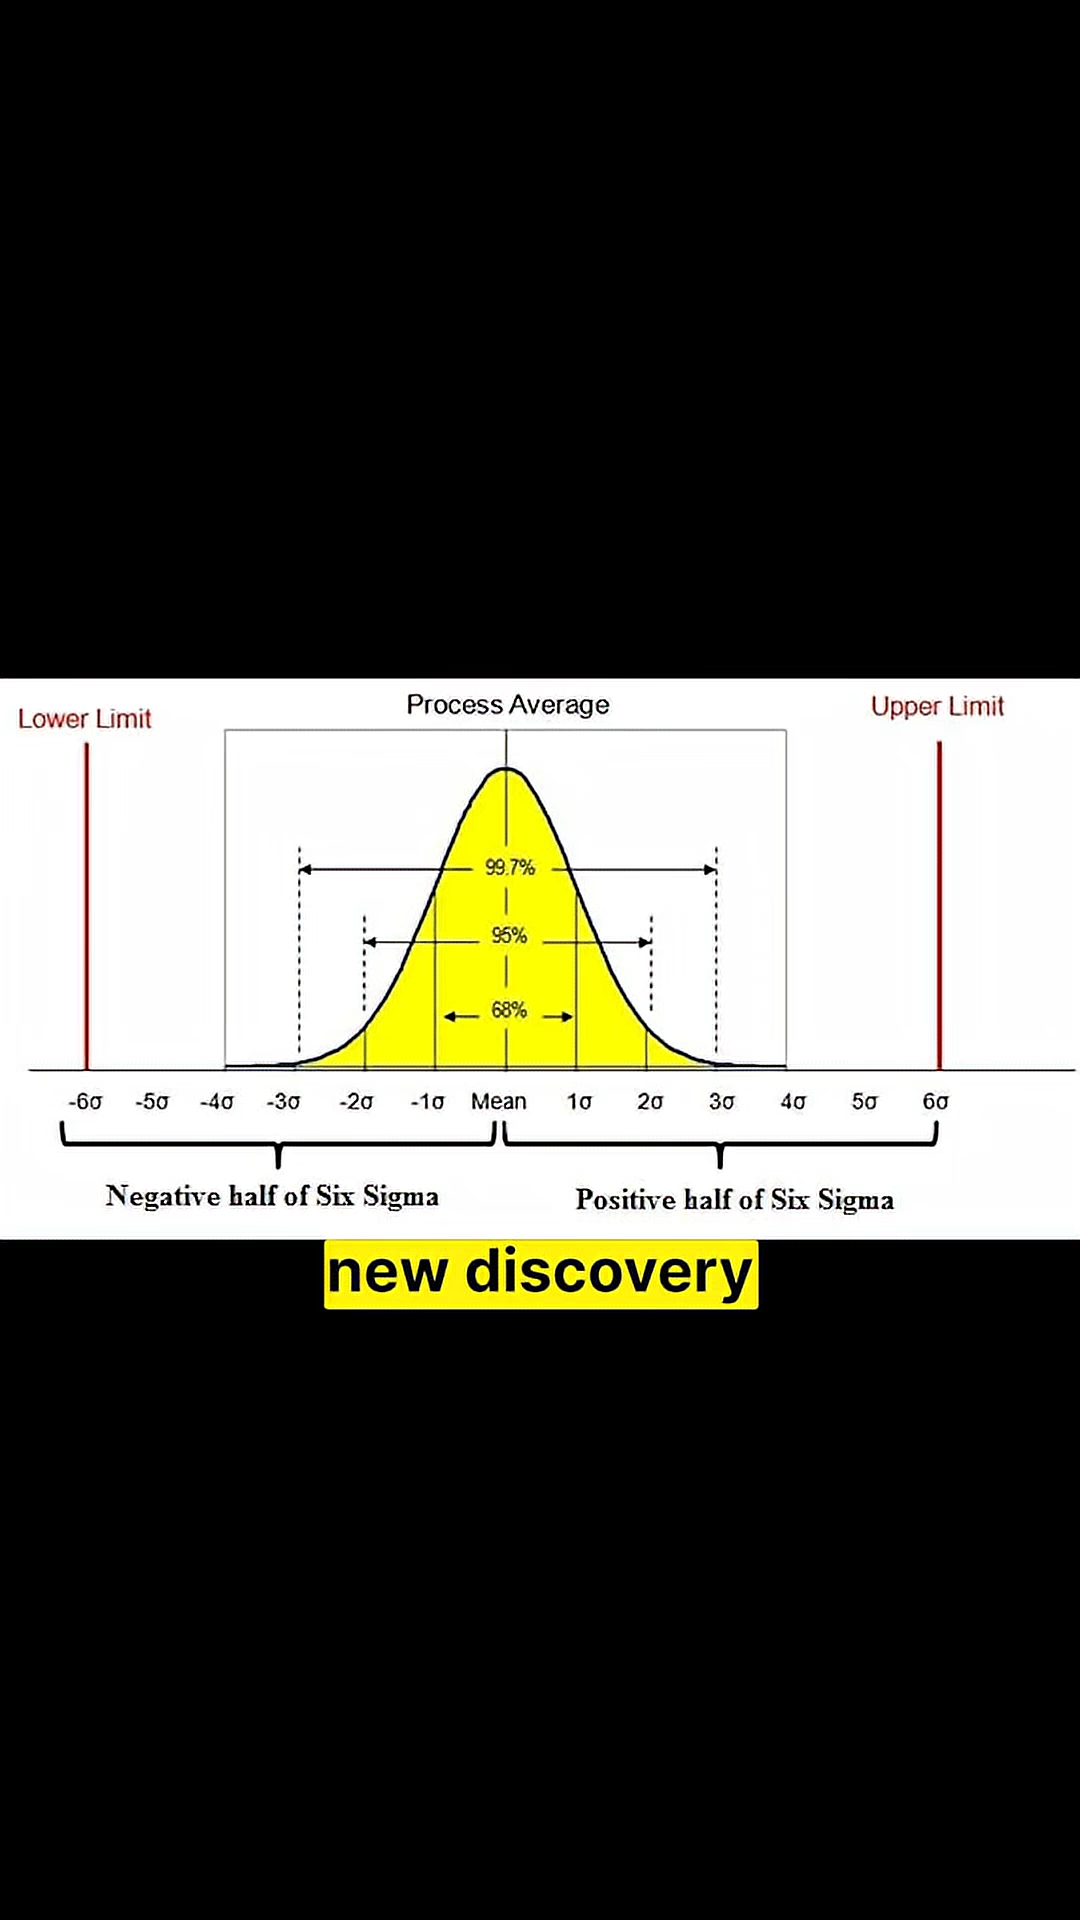 Process Average
Lower Limit
Upper Limit
99.7%
95%
68%
-6σ -5σ -4σ -3σ -2σ -1σ Mean 1σ 2σ 3σ 4σ 5σ 6σ
Negative half of Six Sigma
Positive half of Six Sigma
new discovery